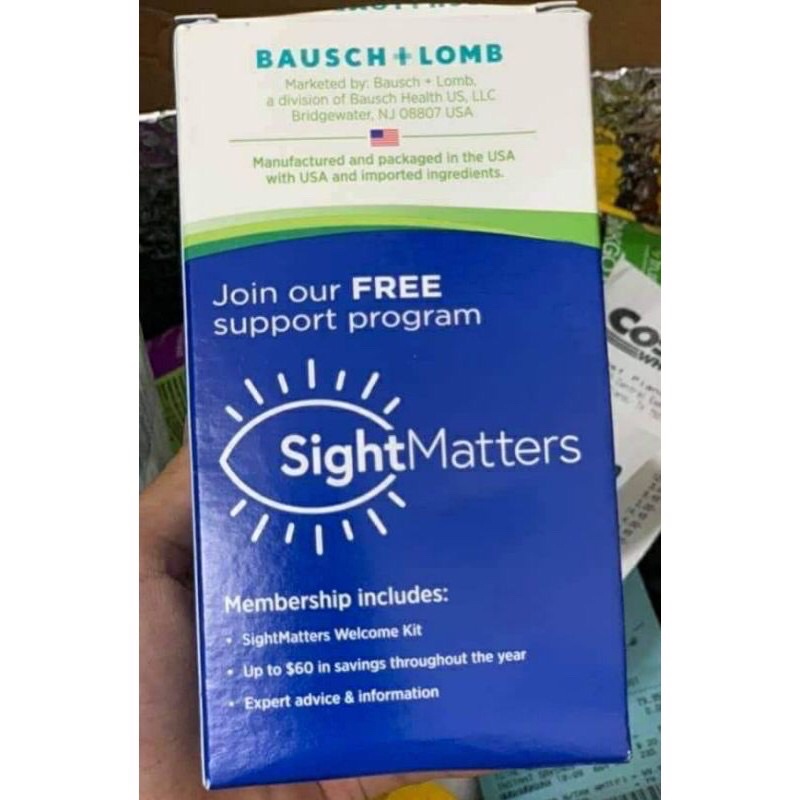 BAUSCH + LOMB
Marketed by: Bausch + Lomb,
a division of Bausch Health US, LLC
Bridgewater, NJ 08807 USA
Manufactured and packaged in the USA
with USA and imported ingredients.
Join our FREE
support program
SightMatters
Membership includes:
• SightMatters Welcome Kit
• Up to $60 in savings throughout the year
• Expert advice & information